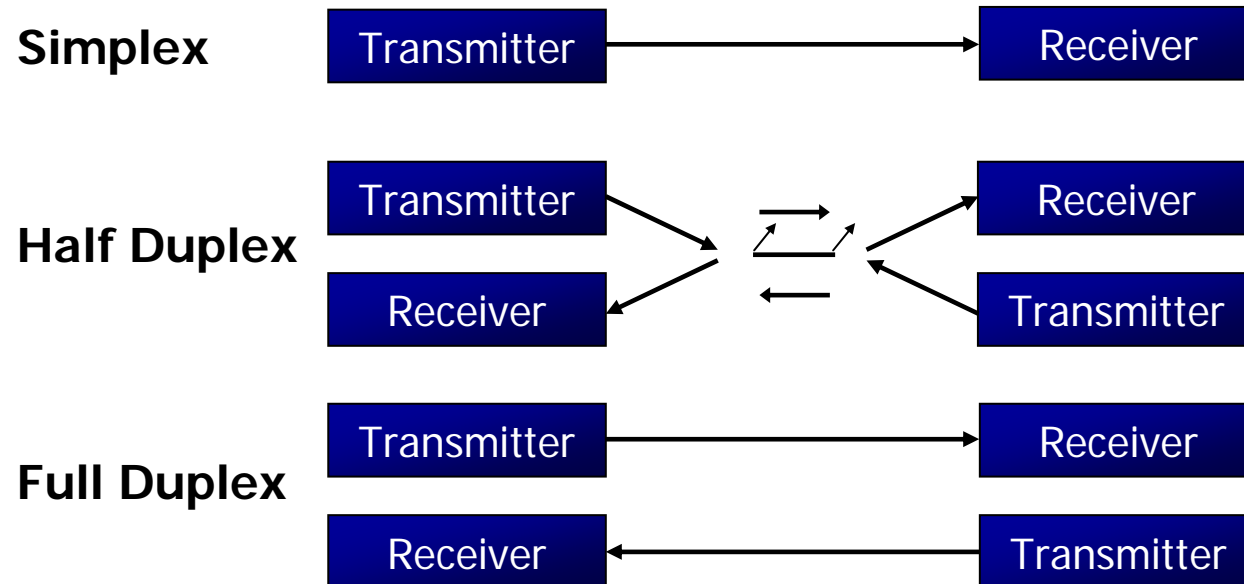 Simplex
Transmitter
Receiver
Half Duplex
Transmitter
Receiver
Receiver
Transmitter
Full Duplex
Transmitter
Receiver
Receiver
Transmitter